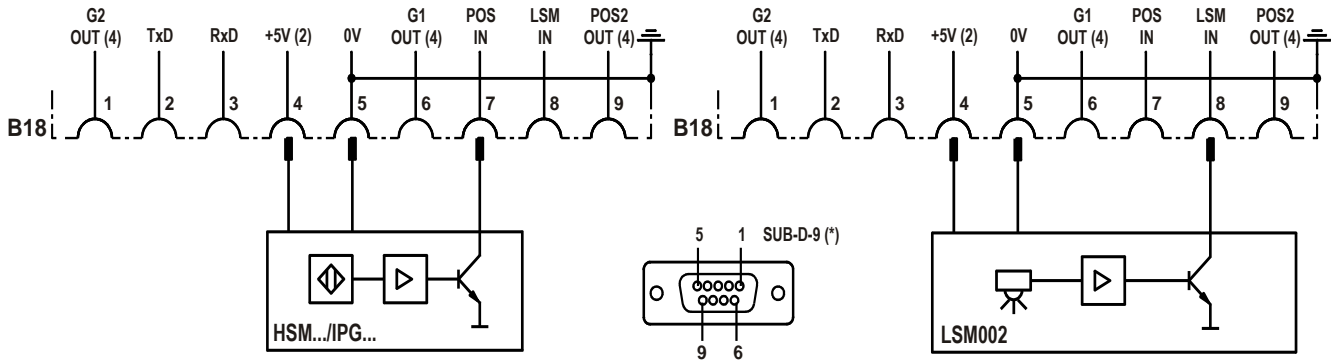 G2 OUT (4) TxD RxD +5V (2) 0V G1 OUT (4) POS IN LSM IN POS2 OUT (4)
B18 1 2 3 4 5 6 7 8 9
HSM.../IPG...
5 1 SUB-D-9 (*)
9 6
G2 OUT (4) TxD RxD +5V (2) 0V G1 OUT (4) POS IN LSM IN POS2 OUT (4)
B18 1 2 3 4 5 6 7 8 9
LSM002